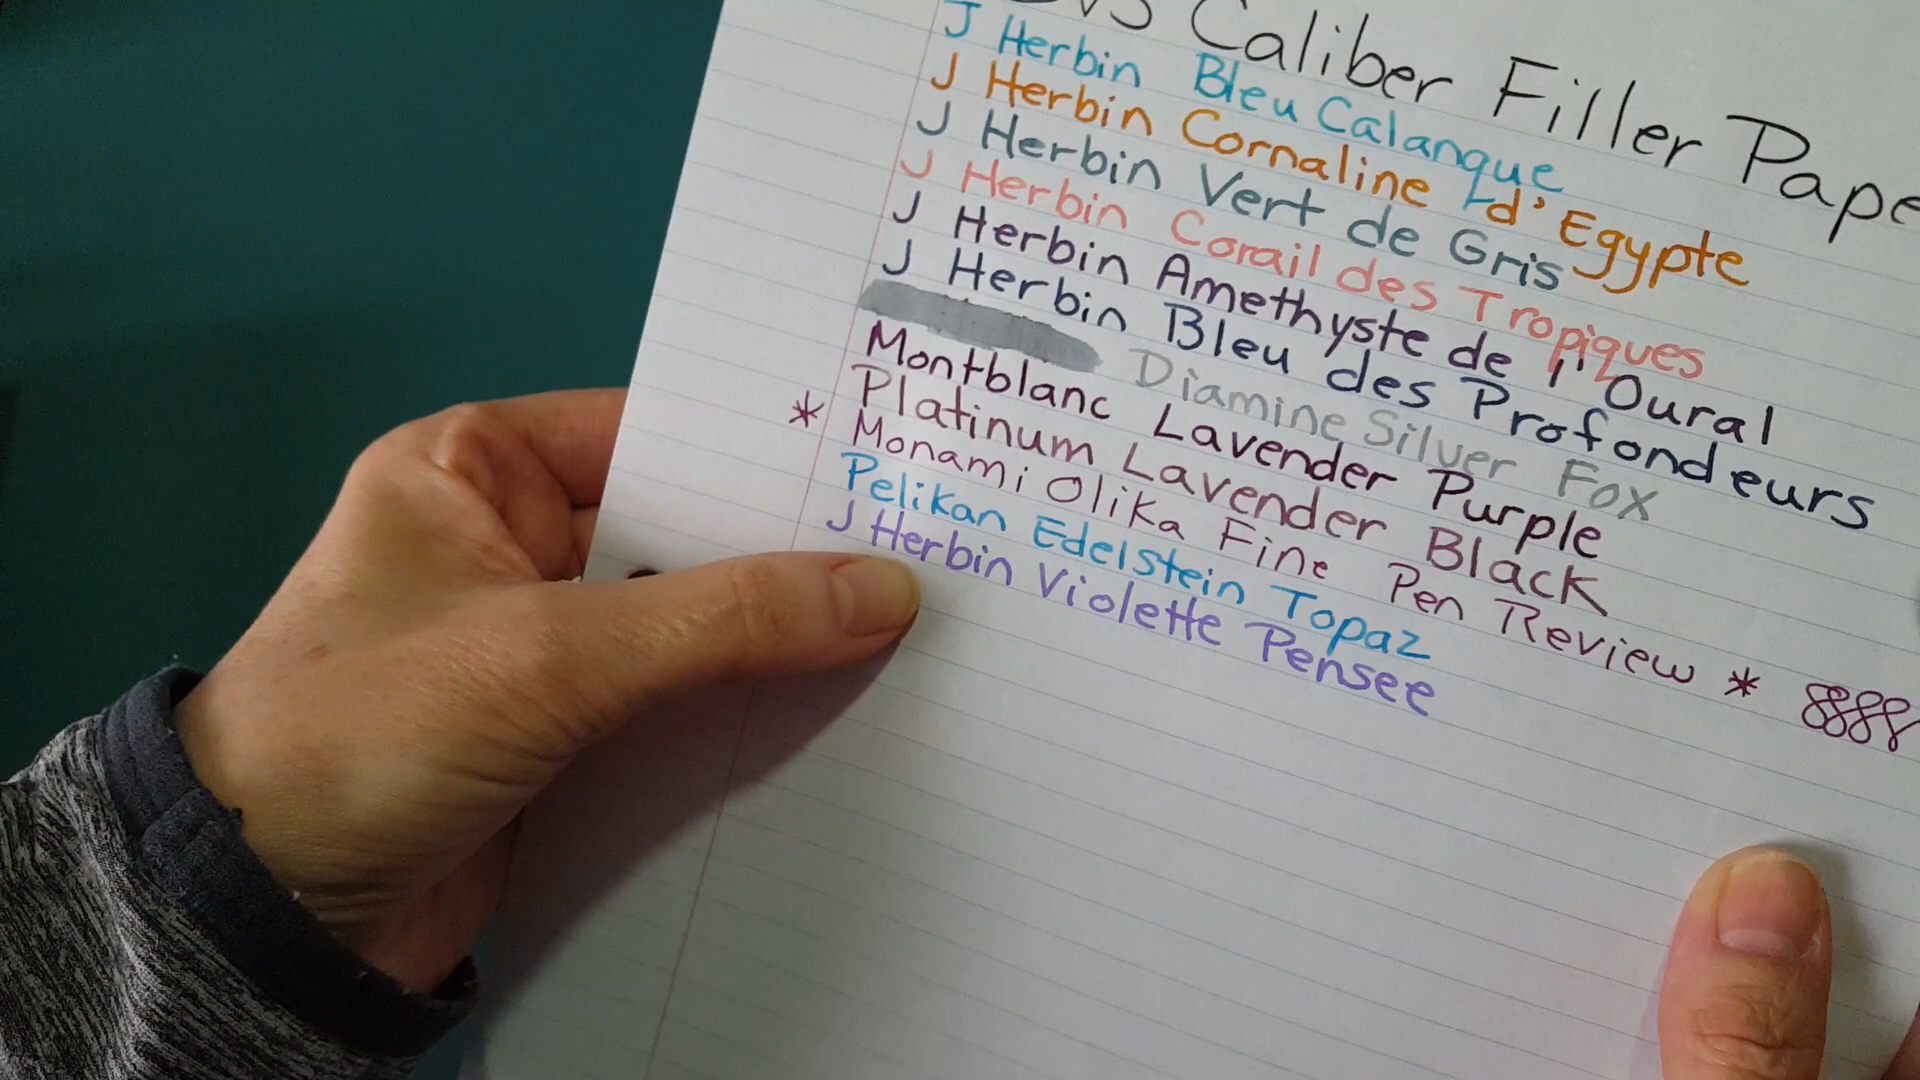 Caliber Filler
J Herbin Bleu Calanque
J Herbin Cornaline d'Egypte
J Herbin Vert de Gris
J Herbin Corail des Tropiques
J Herbin Amethyste de l'Oural
J Herbin Bleu des Profondeurs
Diamine Silver Fox
Montblanc Lavender Purple
Platinum Lavender Black
* Monami Olika Fine Pen Review * 8888
Pelikan Edelstein Topaz
J Herbin Violette Pensee